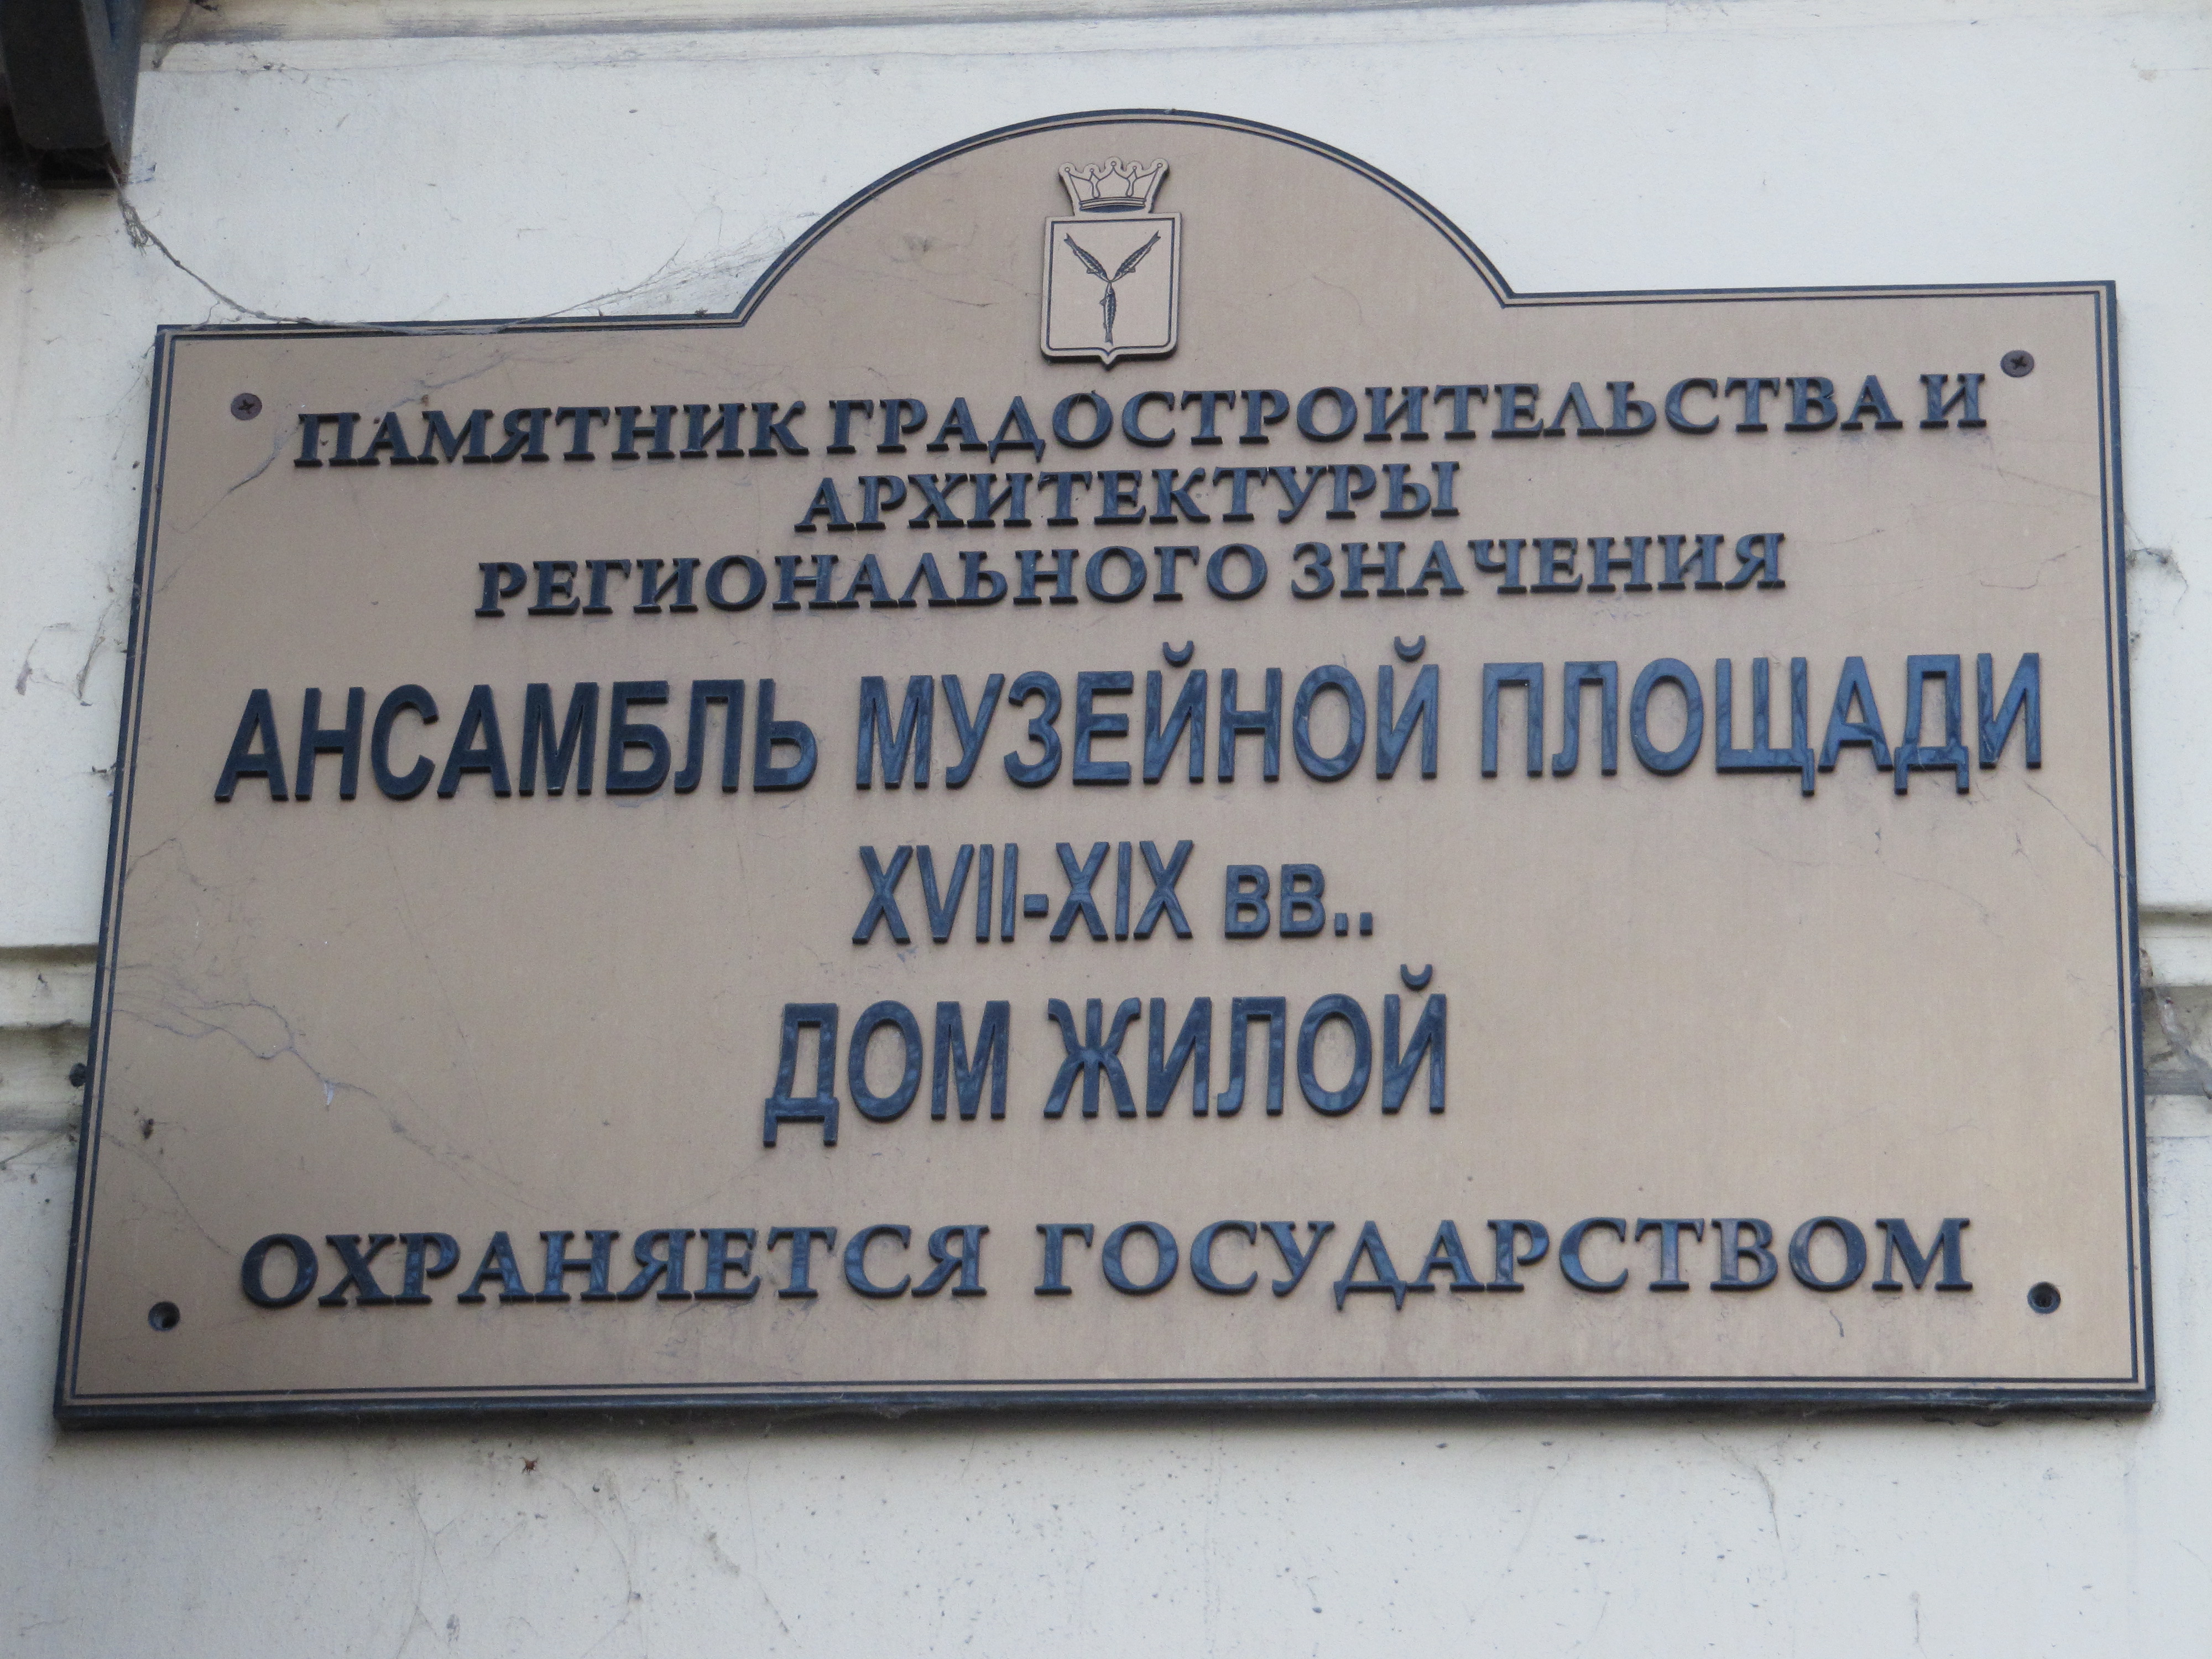 ПАМЯТНИК ГРАДОСТРОИТЕЛЬСТВА И
АРХИТЕКТУРЫ
РЕГИОНАЛЬНОГО ЗНАЧЕНИЯ
АНСАМБЛЬ МУЗЕЙНОЙ ПЛОЩАДИ
XVII-XIX вв..
ДОМ ЖИЛОЙ
ОХРАНЯЕТСЯ ГОСУДАРСТВОМ